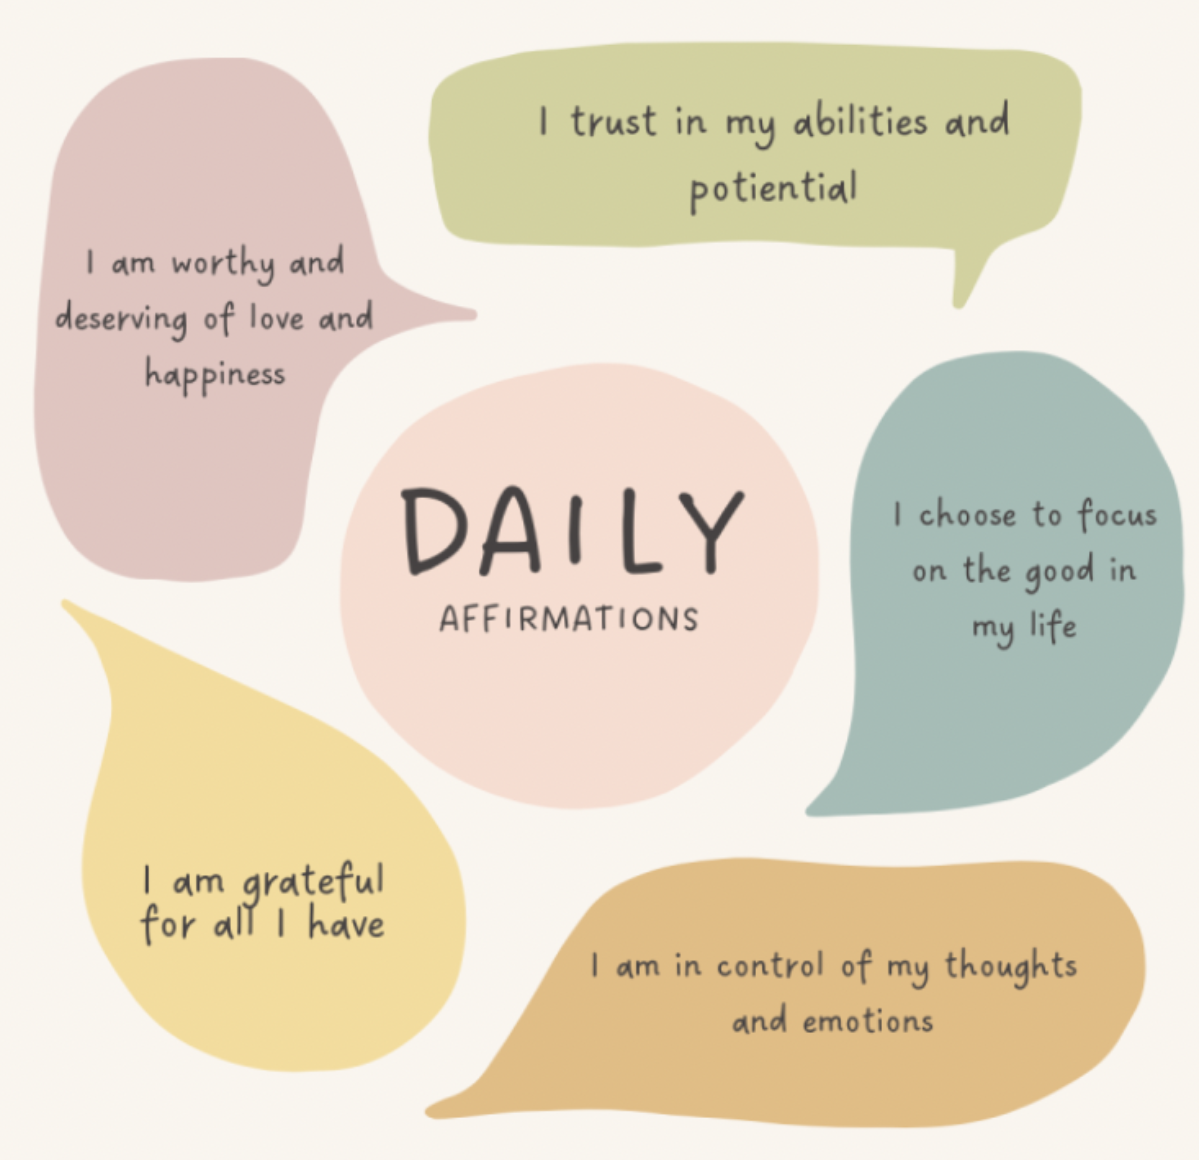 I trust in my abilities and
potiential
I am worthy and
deserving of love and
happiness
DAILY
AFFIRMATIONS
I choose to focus
on the good in
my life
I am grateful
for all I have
I am in control of my thoughts
and emotions